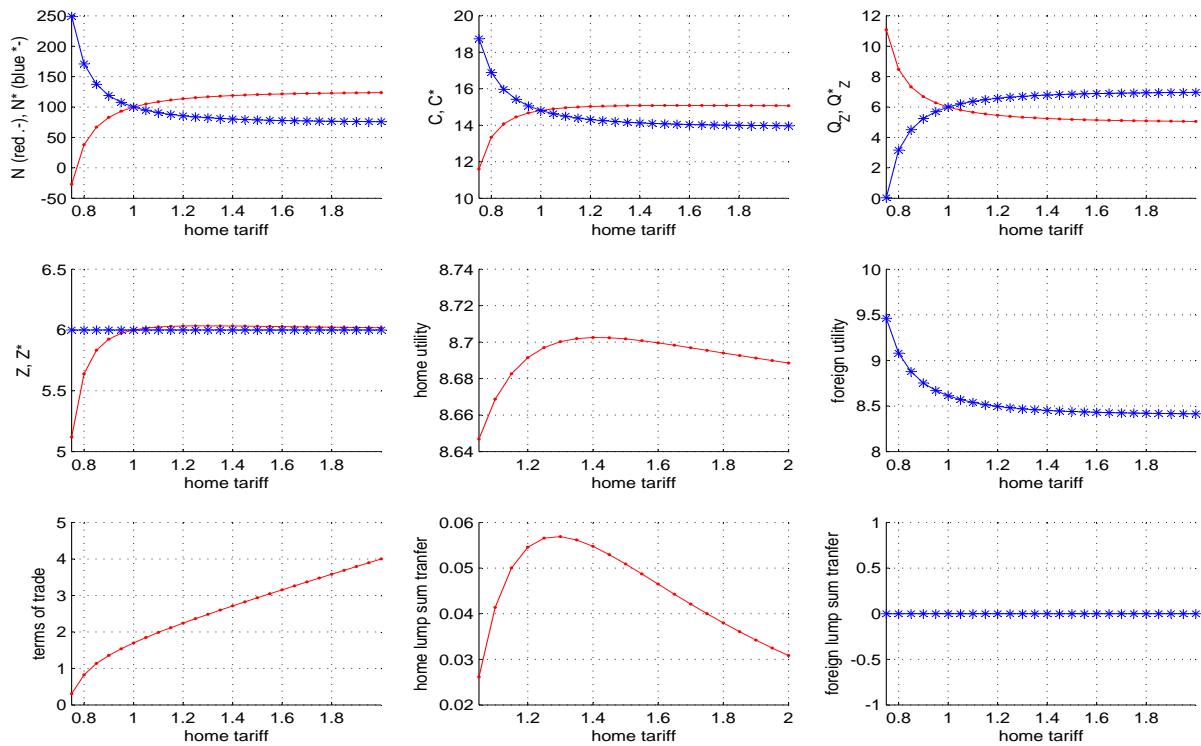 N (red .-), N* (blue *-)
250
200
150
100
50
0
-50
0.8 1 1.2 1.4 1.6 1.8
home tariff
C, C*
20
18
16
14
12
10
0.8 1 1.2 1.4 1.6 1.8
home tariff
Q_Z, Q*_Z
12
10
8
6
4
2
0
0.8 1 1.2 1.4 1.6 1.8
home tariff
Z, Z*
6.5
6
5.5
5
0.8 1 1.2 1.4 1.6 1.8
home tariff
home utility
8.74
8.72
8.7
8.68
8.66
8.64
1.2 1.4 1.6 1.8 2
home tariff
foreign utility
10
9.5
9
8.5
8
0.8 1 1.2 1.4 1.6 1.8
home tariff
terms of trade
5
4
3
2
1
0
0.8 1 1.2 1.4 1.6 1.8
home tariff
home lump sum tranfer
0.06
0.05
0.04
0.03
0.02
1.2 1.4 1.6 1.8 2
home tariff
foreign lump sum tranfer
1
0.5
0
-0.5
-1
0.8 1 1.2 1.4 1.6 1.8
home tariff